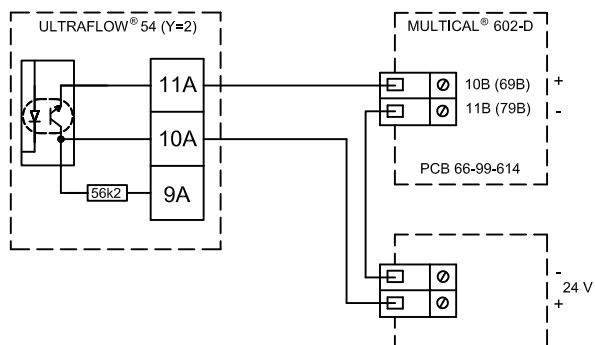 ULTRAFLOW® 54 (Y=2)
11A
10A
9A
56k2
MULTICAL® 602-D
10B (69B) +
11B (79B) -
PCB 66-99-614
-
24 V
+